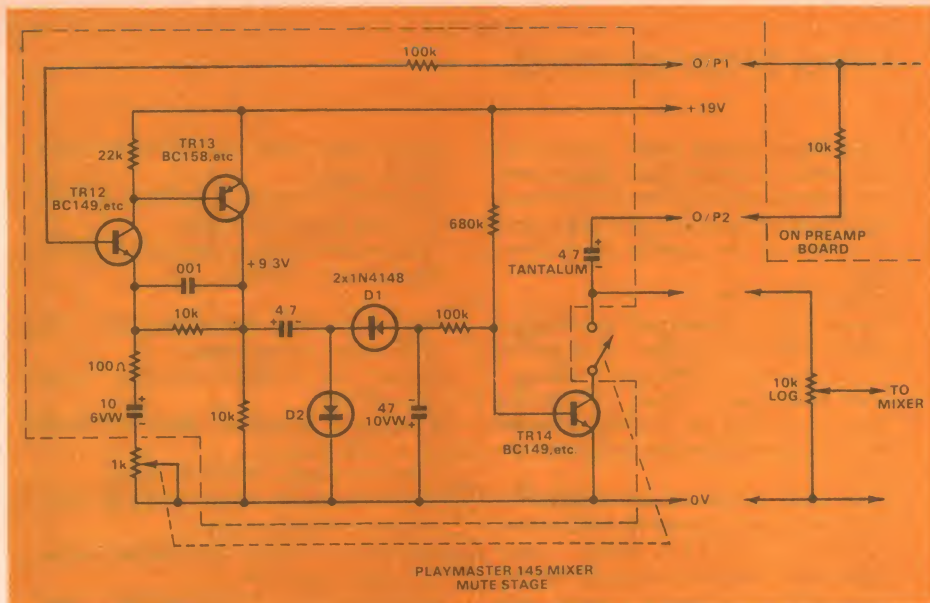 100k
O/P1
+19V
22k
TR13
BC158,etc
10k
TR12
BC149,etc
680k
O/P2
ON PREAMP
BOARD
+9 3V
4 7
TANTALUM
001
2x1N4148
D1
10k
4 7
100k
100Ω
10k
LOG
TO
MIXER
10
6VW
10k
D2
47
10VW
TR14
BC149,etc.
1k
0V
PLAYMASTER 145 MIXER
MUTE STAGE